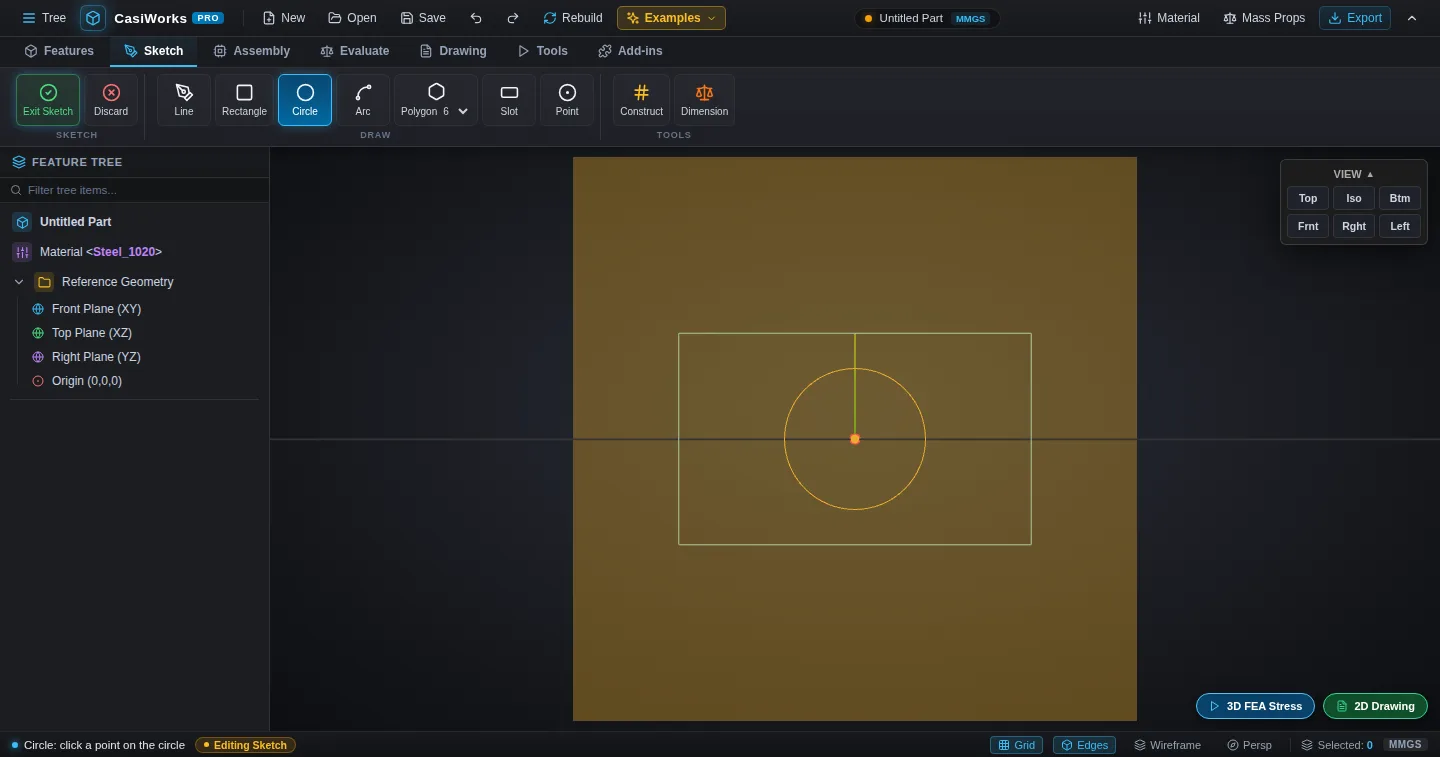 Tree CasiWorks PRO New Open Save Rebuild Examples Untitled Part MMGS Material Mass Props Export
Features Sketch Assembly Evaluate Drawing Tools Add-ins
Exit Sketch Discard Line Rectangle Circle Arc Polygon 6 Slot Point Construct Dimension
SKETCH DRAW TOOLS
FEATURE TREE
Filter tree items...
Untitled Part
Material <Steel_1020>
Reference Geometry
Front Plane (XY)
Top Plane (XZ)
Right Plane (YZ)
Origin (0,0,0)
VIEW ▲
Top Iso Btm
Frnt Rght Left
3D FEA Stress 2D Drawing
Circle: click a point on the circle Editing Sketch Grid Edges Wireframe Persp Selected: 0 MMGS